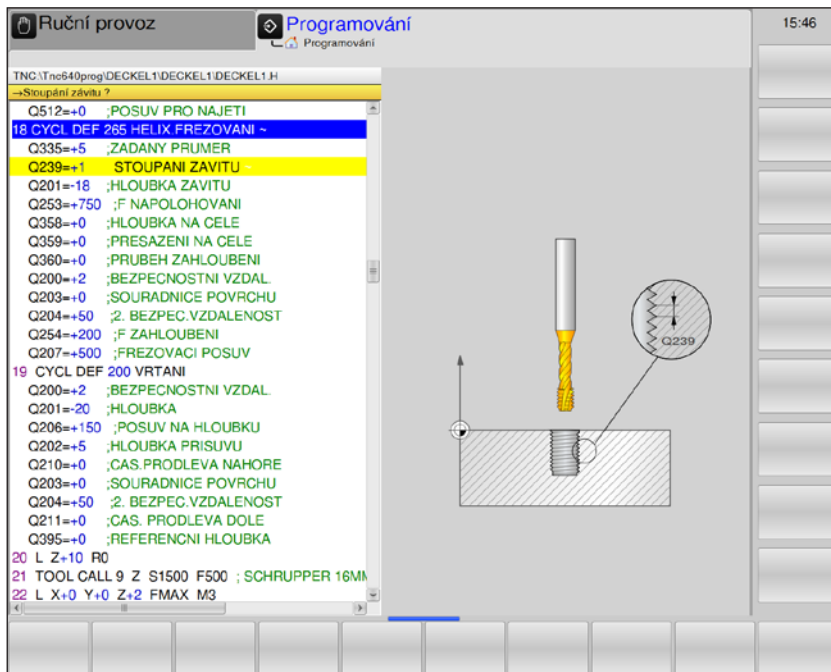 Ruční provoz
Programování
Programování
15:46
TNC:\Tnc640prog\DECKEL1\DECKEL1\DECKEL1.H
→Stoupání závitu ?
Q512=+0 ;POSUV PRO NAJETI
18 CYCL DEF 265 HELIX.FREZOVANI ~
Q335=+5 ;ZADANY PRUMER
Q239=+1 STOUPANI ZAVITU ~
Q201=-18 ;HLOUBKA ZAVITU
Q253=+750 ;F NAPOLOHOVANI
Q358=+0 ;HLOUBKA NA CELE
Q359=+0 ;PRESAZENI NA CELE
Q360=+0 ;PRUBEH ZAHLOUBENI
Q200=+2 ;BEZPECNOSTNI VZDAL.
Q203=+0 ;SOURADNICE POVRCHU
Q204=+50 ;2. BEZPEC.VZDALENOST
Q254=+200 ;F ZAHLOUBENI
Q207=+500 ;FREZOVACI POSUV
19 CYCL DEF 200 VRTANI
Q200=+2 ;BEZPECNOSTNI VZDAL.
Q201=-20 ;HLOUBKA
Q206=+150 ;POSUV NA HLOUBKU
Q202=+5 ;HLOUBKA PRISUVU
Q210=+0 ;CAS.PRODLEVA NAHORE
Q203=+0 ;SOURADNICE POVRCHU
Q204=+50 ;2. BEZPEC.VZDALENOST
Q211=+0 ;CAS. PRODLEVA DOLE
Q395=+0 ;REFERENCNI HLOUBKA
20 L Z+10 R0
21 TOOL CALL 9 Z S1500 F500 ; SCHRUPPER 16MM
22 L X+0 Y+0 Z+2 FMAX M3
Q239